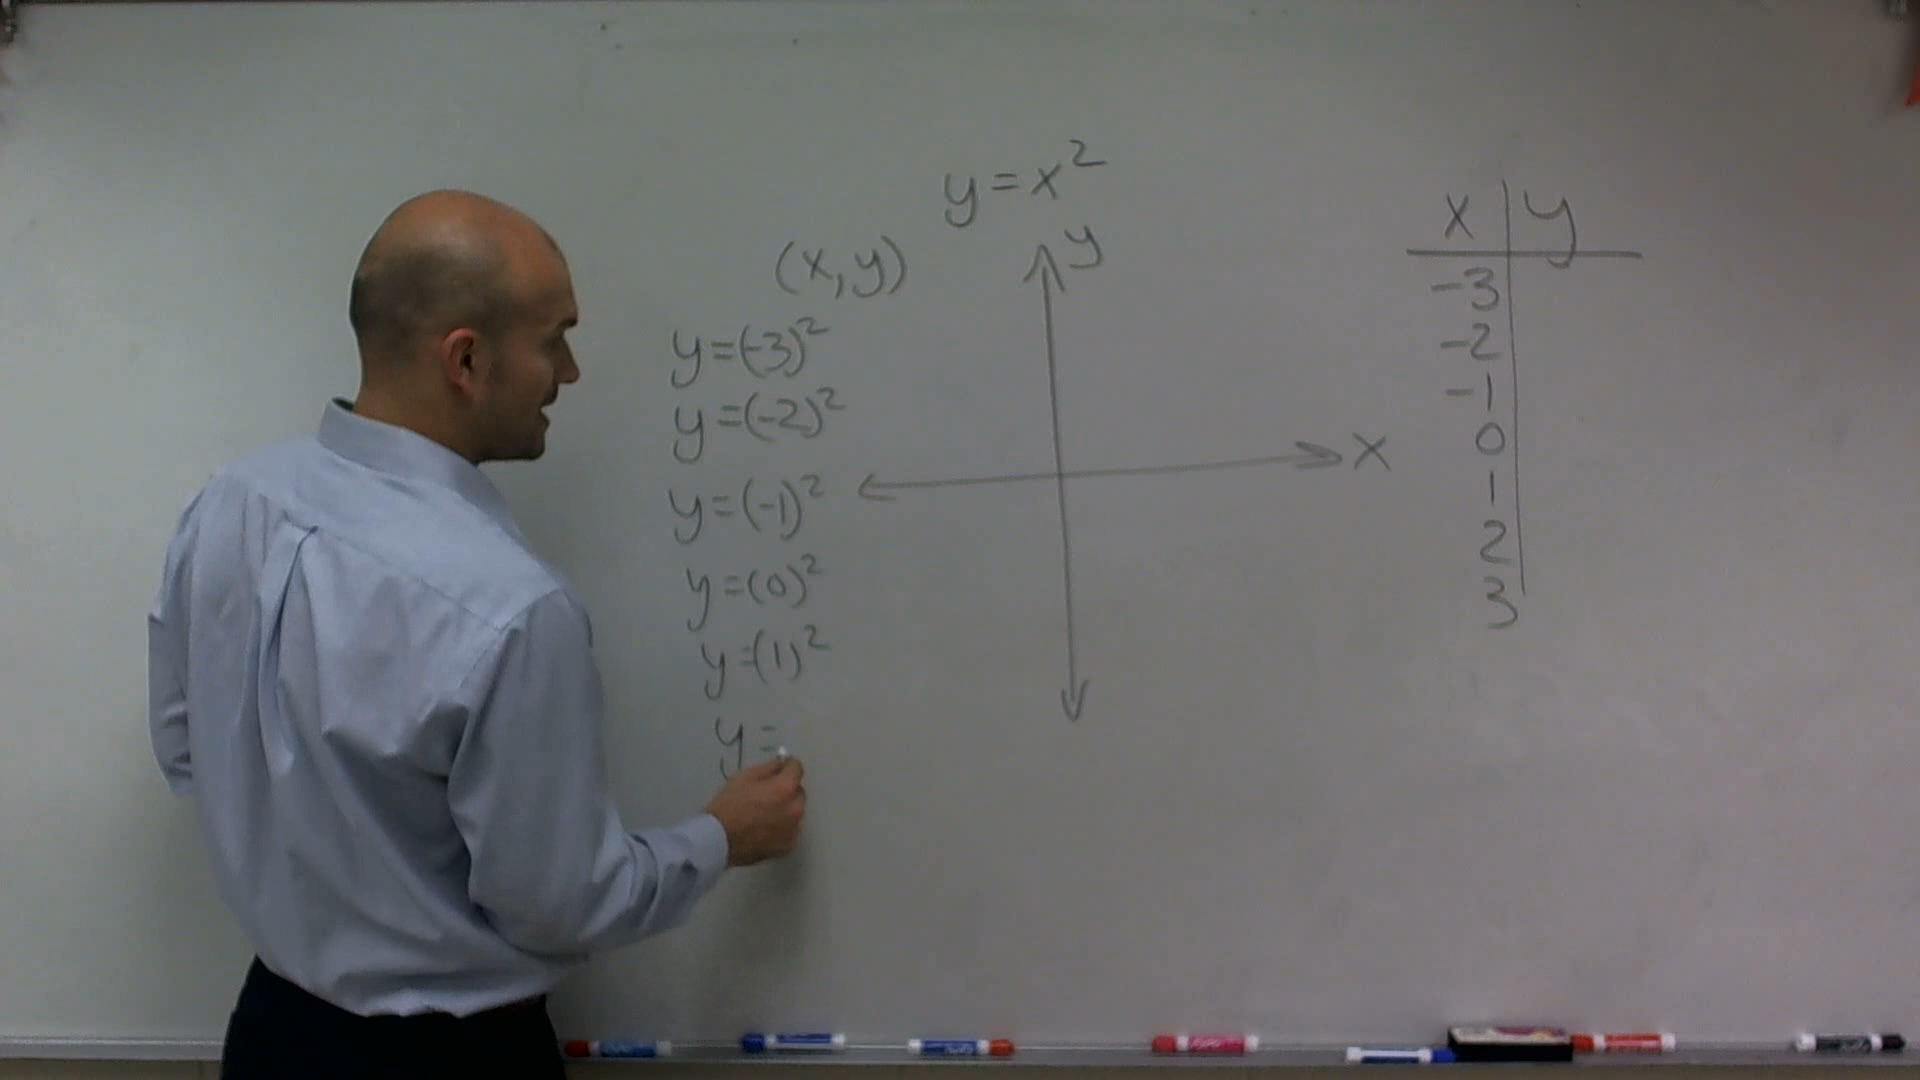 y=x²
(x,y)
y=(-3)²
y=(-2)²
y=(-1)²
y=(0)²
y=(1)²
y=
y
x
x y
-3
-2
-1
0
1
2
3